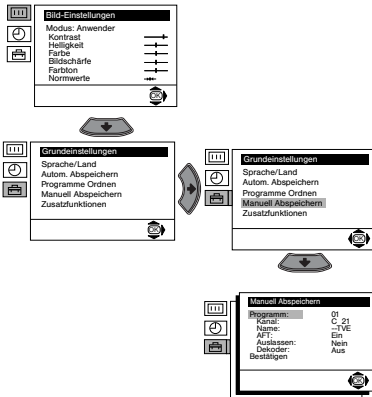 Bild-Einstellungen
Modus: Anwender
Kontrast
Helligkeit
Farbe
Bildschärfe
Farbton
Normwerte
OK
Grundeinstellungen
Sprache/Land
Autom. Abspeichern
Programme Ordnen
Manuell Abspeichern
Zusatzfunktionen
OK
Grundeinstellungen
Sprache/Land
Autom. Abspeichern
Programme Ordnen
Manuell Abspeichern
Zusatzfunktionen
OK
Manuell Abspeichern
Programm: 01
Kanal: C_21
Name: --TVE
AFT: Ein
Auslassen: Nein
Dekoder: Aus
Bestätigen
OK